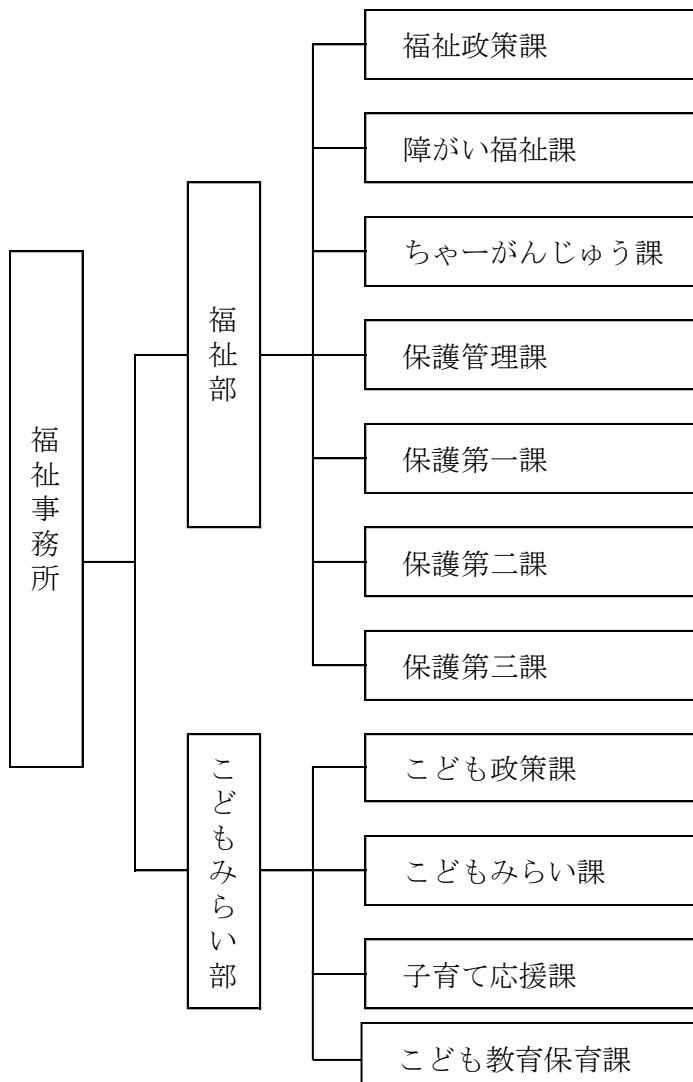 福祉事務所
福祉部
福祉政策課
障がい福祉課
ちゃーがんじゅう課
保護管理課
保護第一課
保護第二課
保護第三課
こどもみらい部
こども政策課
こどもみらい課
子育て応援課
こども教育保育課